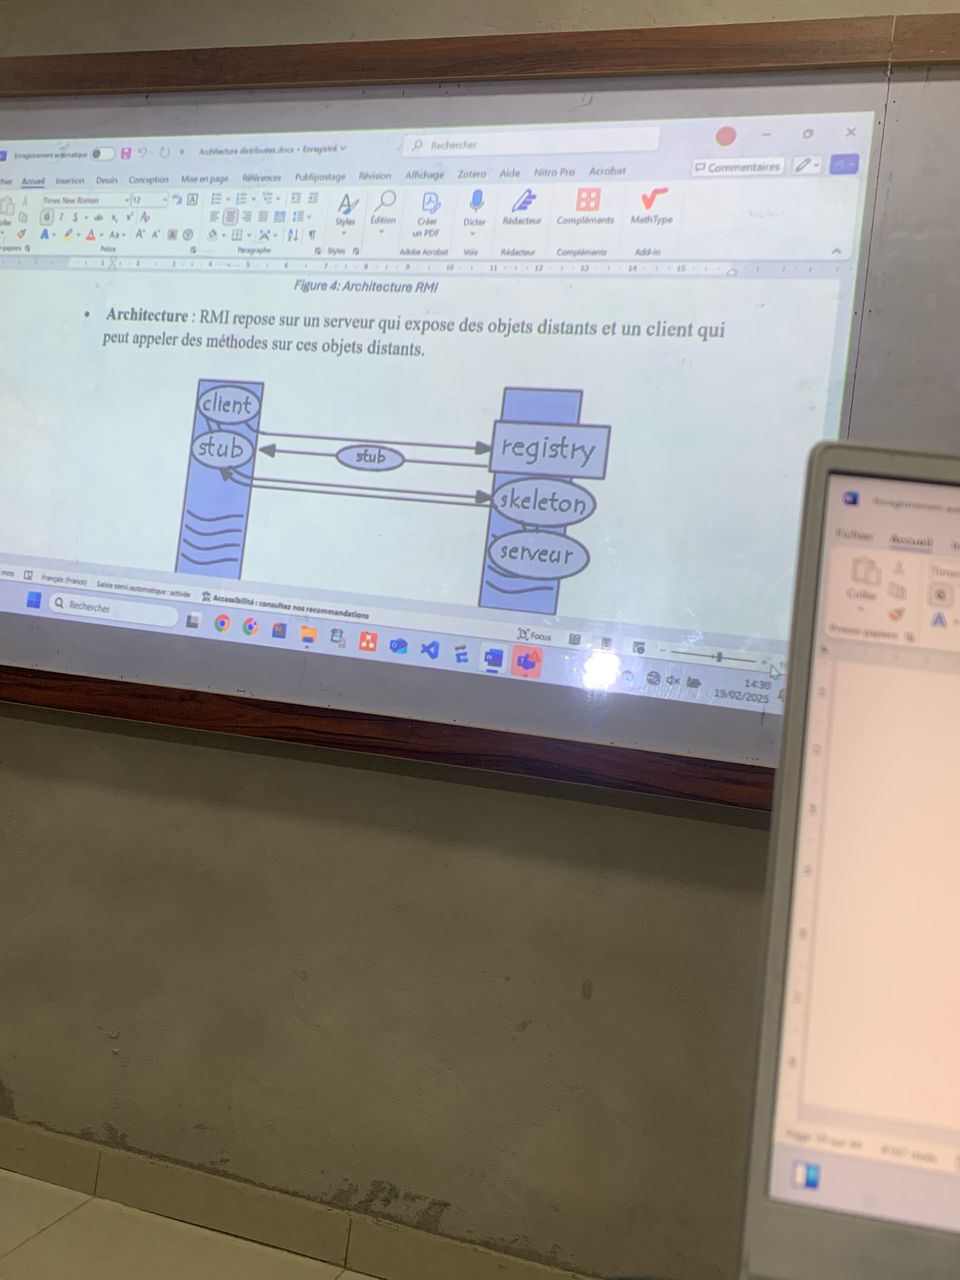 Enregistrement automatique
Architecture distribuées.docx • Enregistré
Rechercher
Accueil Insertion Dessin Conception Mise en page Références Publipostage Révision Affichage Zotero Aide Nitro Pro Acrobat
Commentaires
Times New Roman 12
Styles
Édition
Créer
un PDF
Dicter
Rédacteur
Compléments
MathType
Police
Paragraphe
Styles
Adobe Acrobat
Voix
Rédacteur
Compléments
Add-in
Figure 4: Architecture RMI
• Architecture : RMI repose sur un serveur qui expose des objets distants et un client qui
peut appeler des méthodes sur ces objets distants.
client
stub
stub
registry
skeleton
serveur
mots Français (France) Saisie semi-automatique : activée Accessibilité : consultez nos recommandations
Focus
Rechercher
14:30
19/02/2025
Fichier Accueil
Coller